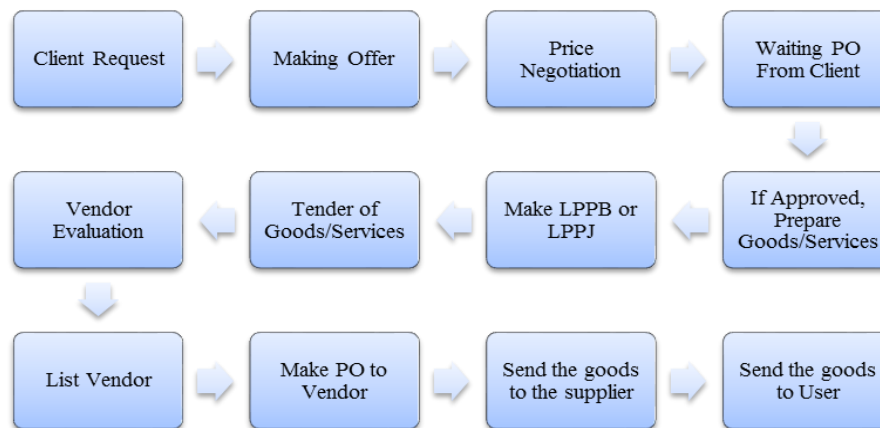 Client Request
Making Offer
Price
Negotiation
Waiting PO
From Client
If Approved,
Prepare
Goods/Services
Make LPPB or
LPPJ
Tender of
Goods/Services
Vendor
Evaluation
List Vendor
Make PO to
Vendor
Send the goods
to the supplier
Send the goods
to User